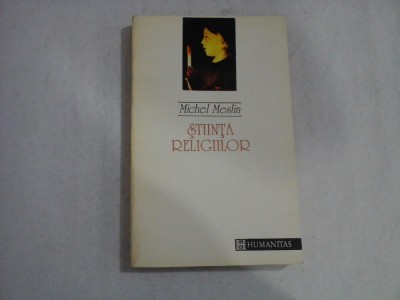 Michel Meslin
ŞTIINŢA
RELIGIILOR
HUMANITAS